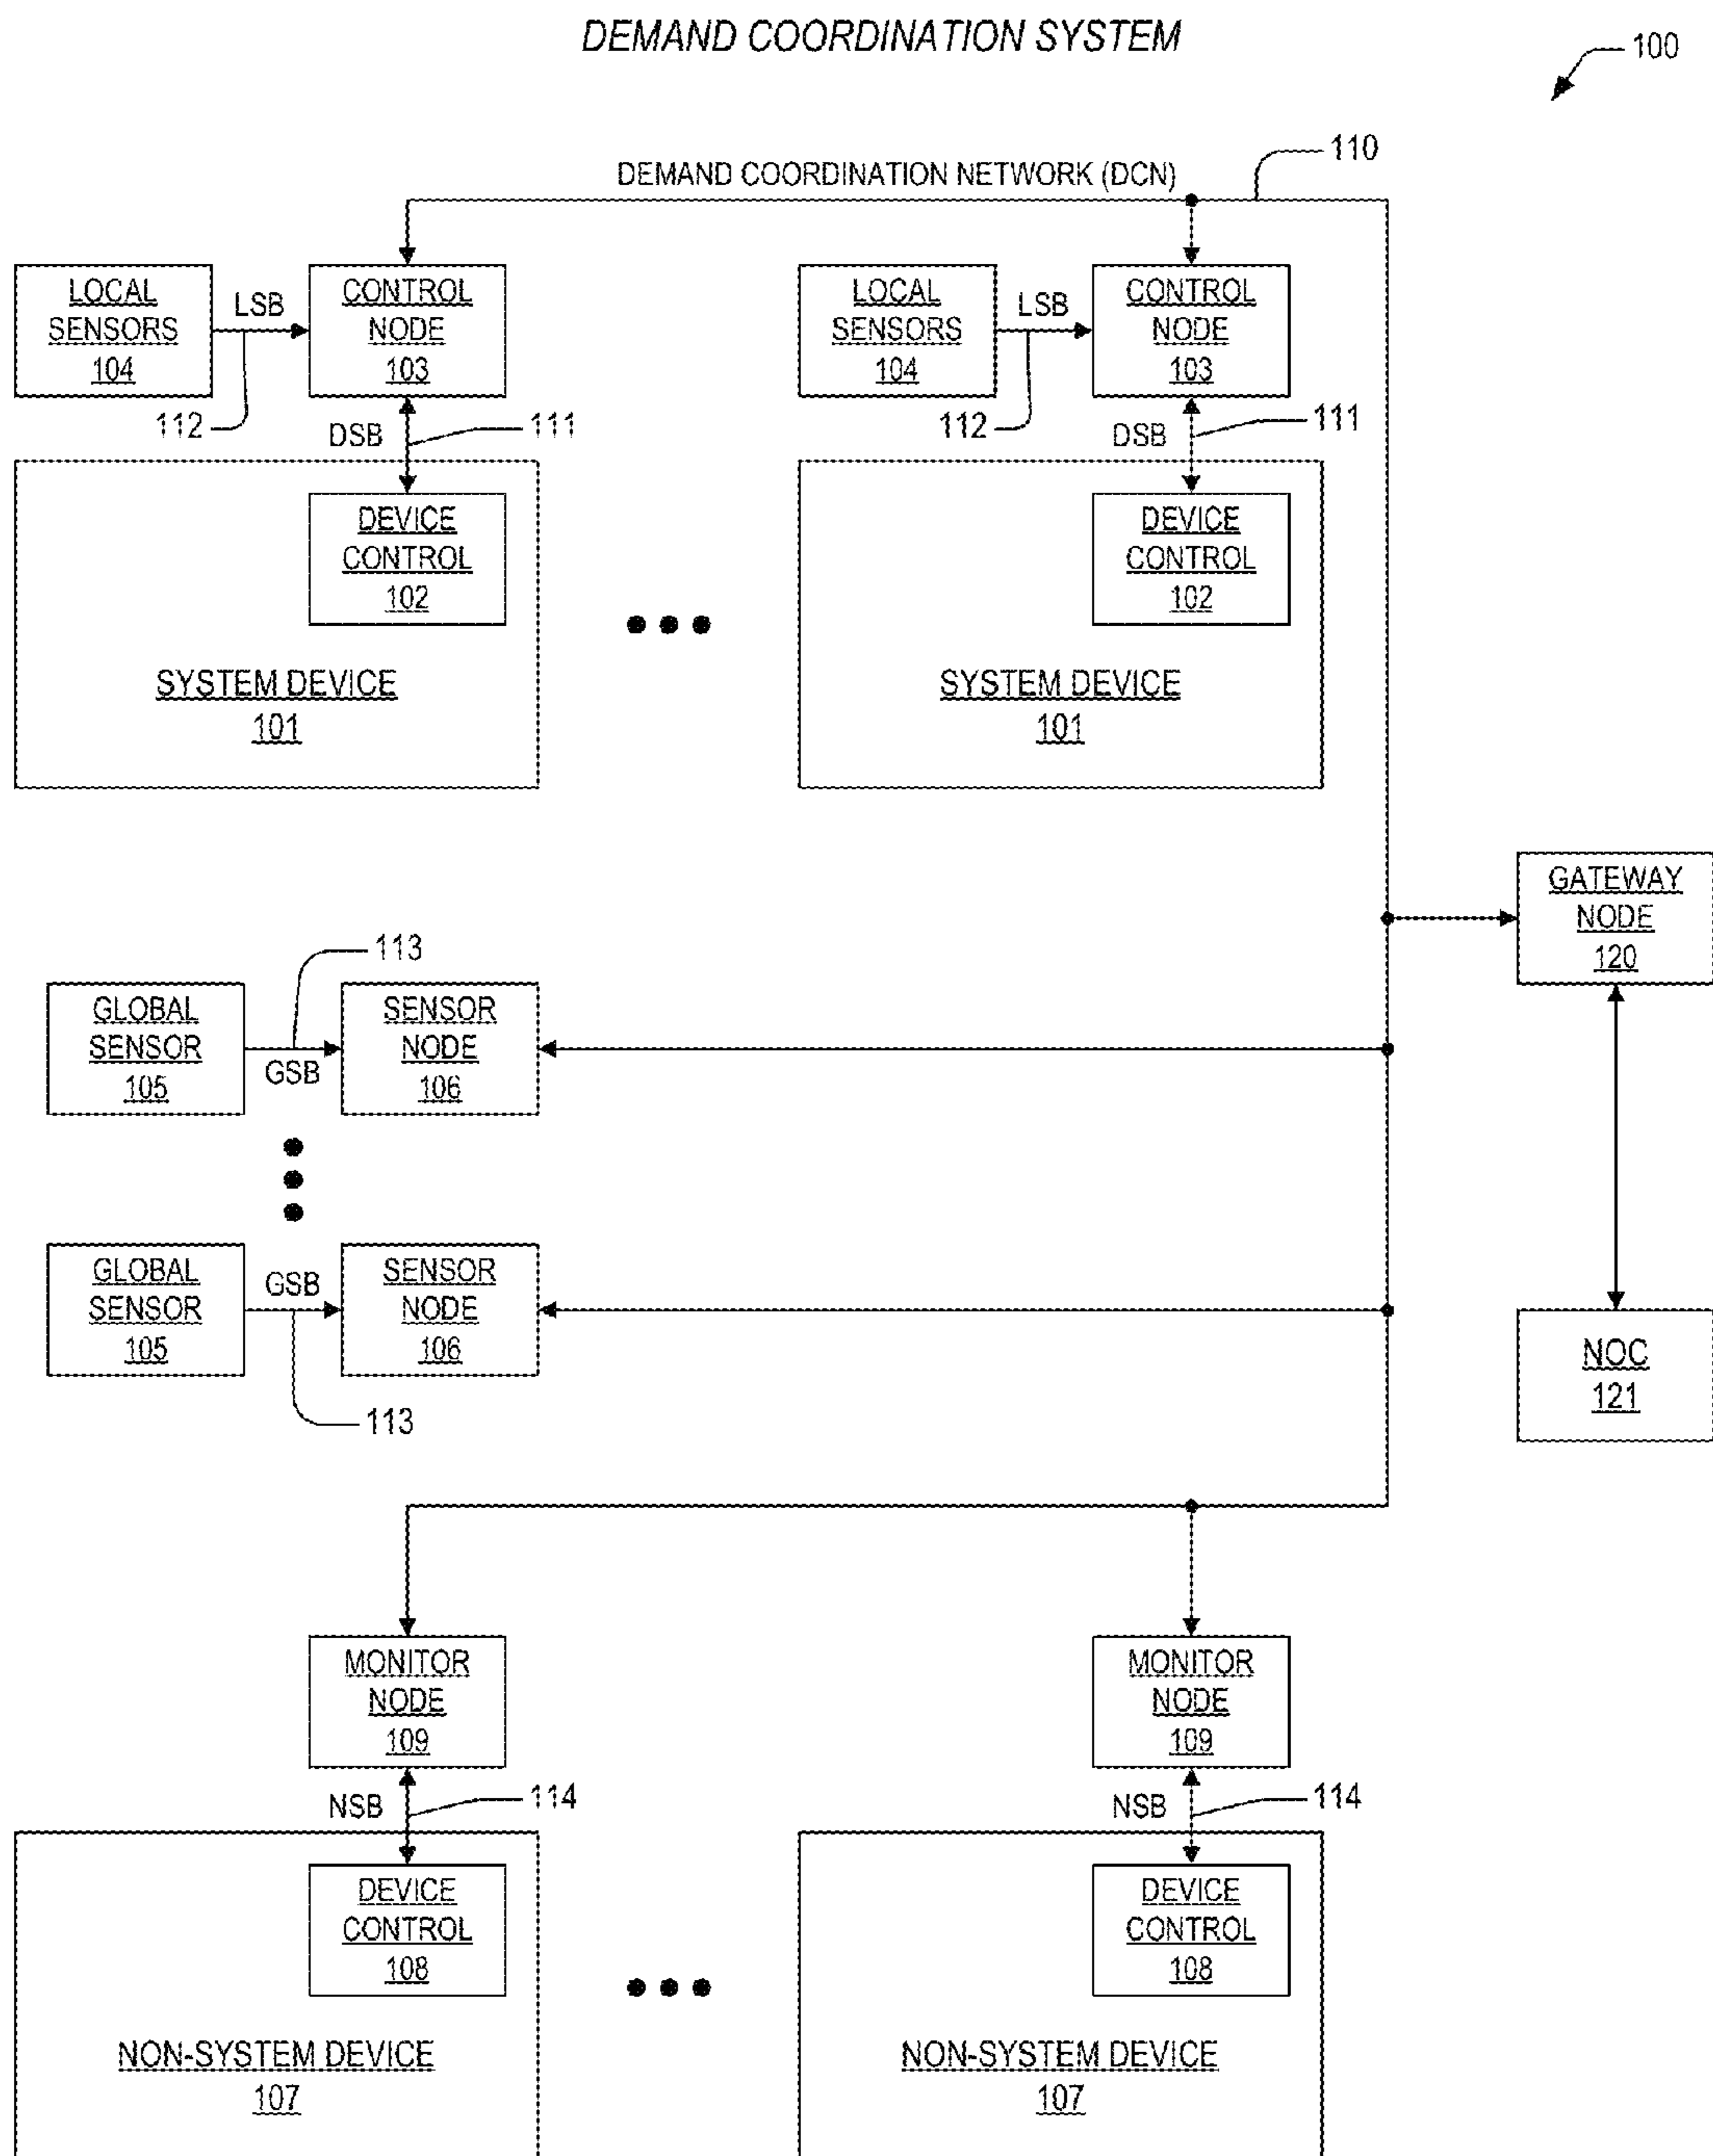 DEMAND COORDINATION SYSTEM
100
110
DEMAND COORDINATION NETWORK (DCN)
LOCAL
SENSORS
104
LSB
112
CONTROL
NODE
103
DSB
111
DEVICE
CONTROL
102
SYSTEM DEVICE
101
LOCAL
SENSORS
104
LSB
112
CONTROL
NODE
103
DSB
111
DEVICE
CONTROL
102
SYSTEM DEVICE
101
GATEWAY
NODE
120
NOC
121
113
GLOBAL
SENSOR
105
GSB
SENSOR
NODE
106
GLOBAL
SENSOR
105
GSB
SENSOR
NODE
106
113
MONITOR
NODE
109
NSB
114
DEVICE
CONTROL
108
NON-SYSTEM DEVICE
107
MONITOR
NODE
109
NSB
114
DEVICE
CONTROL
108
NON-SYSTEM DEVICE
107